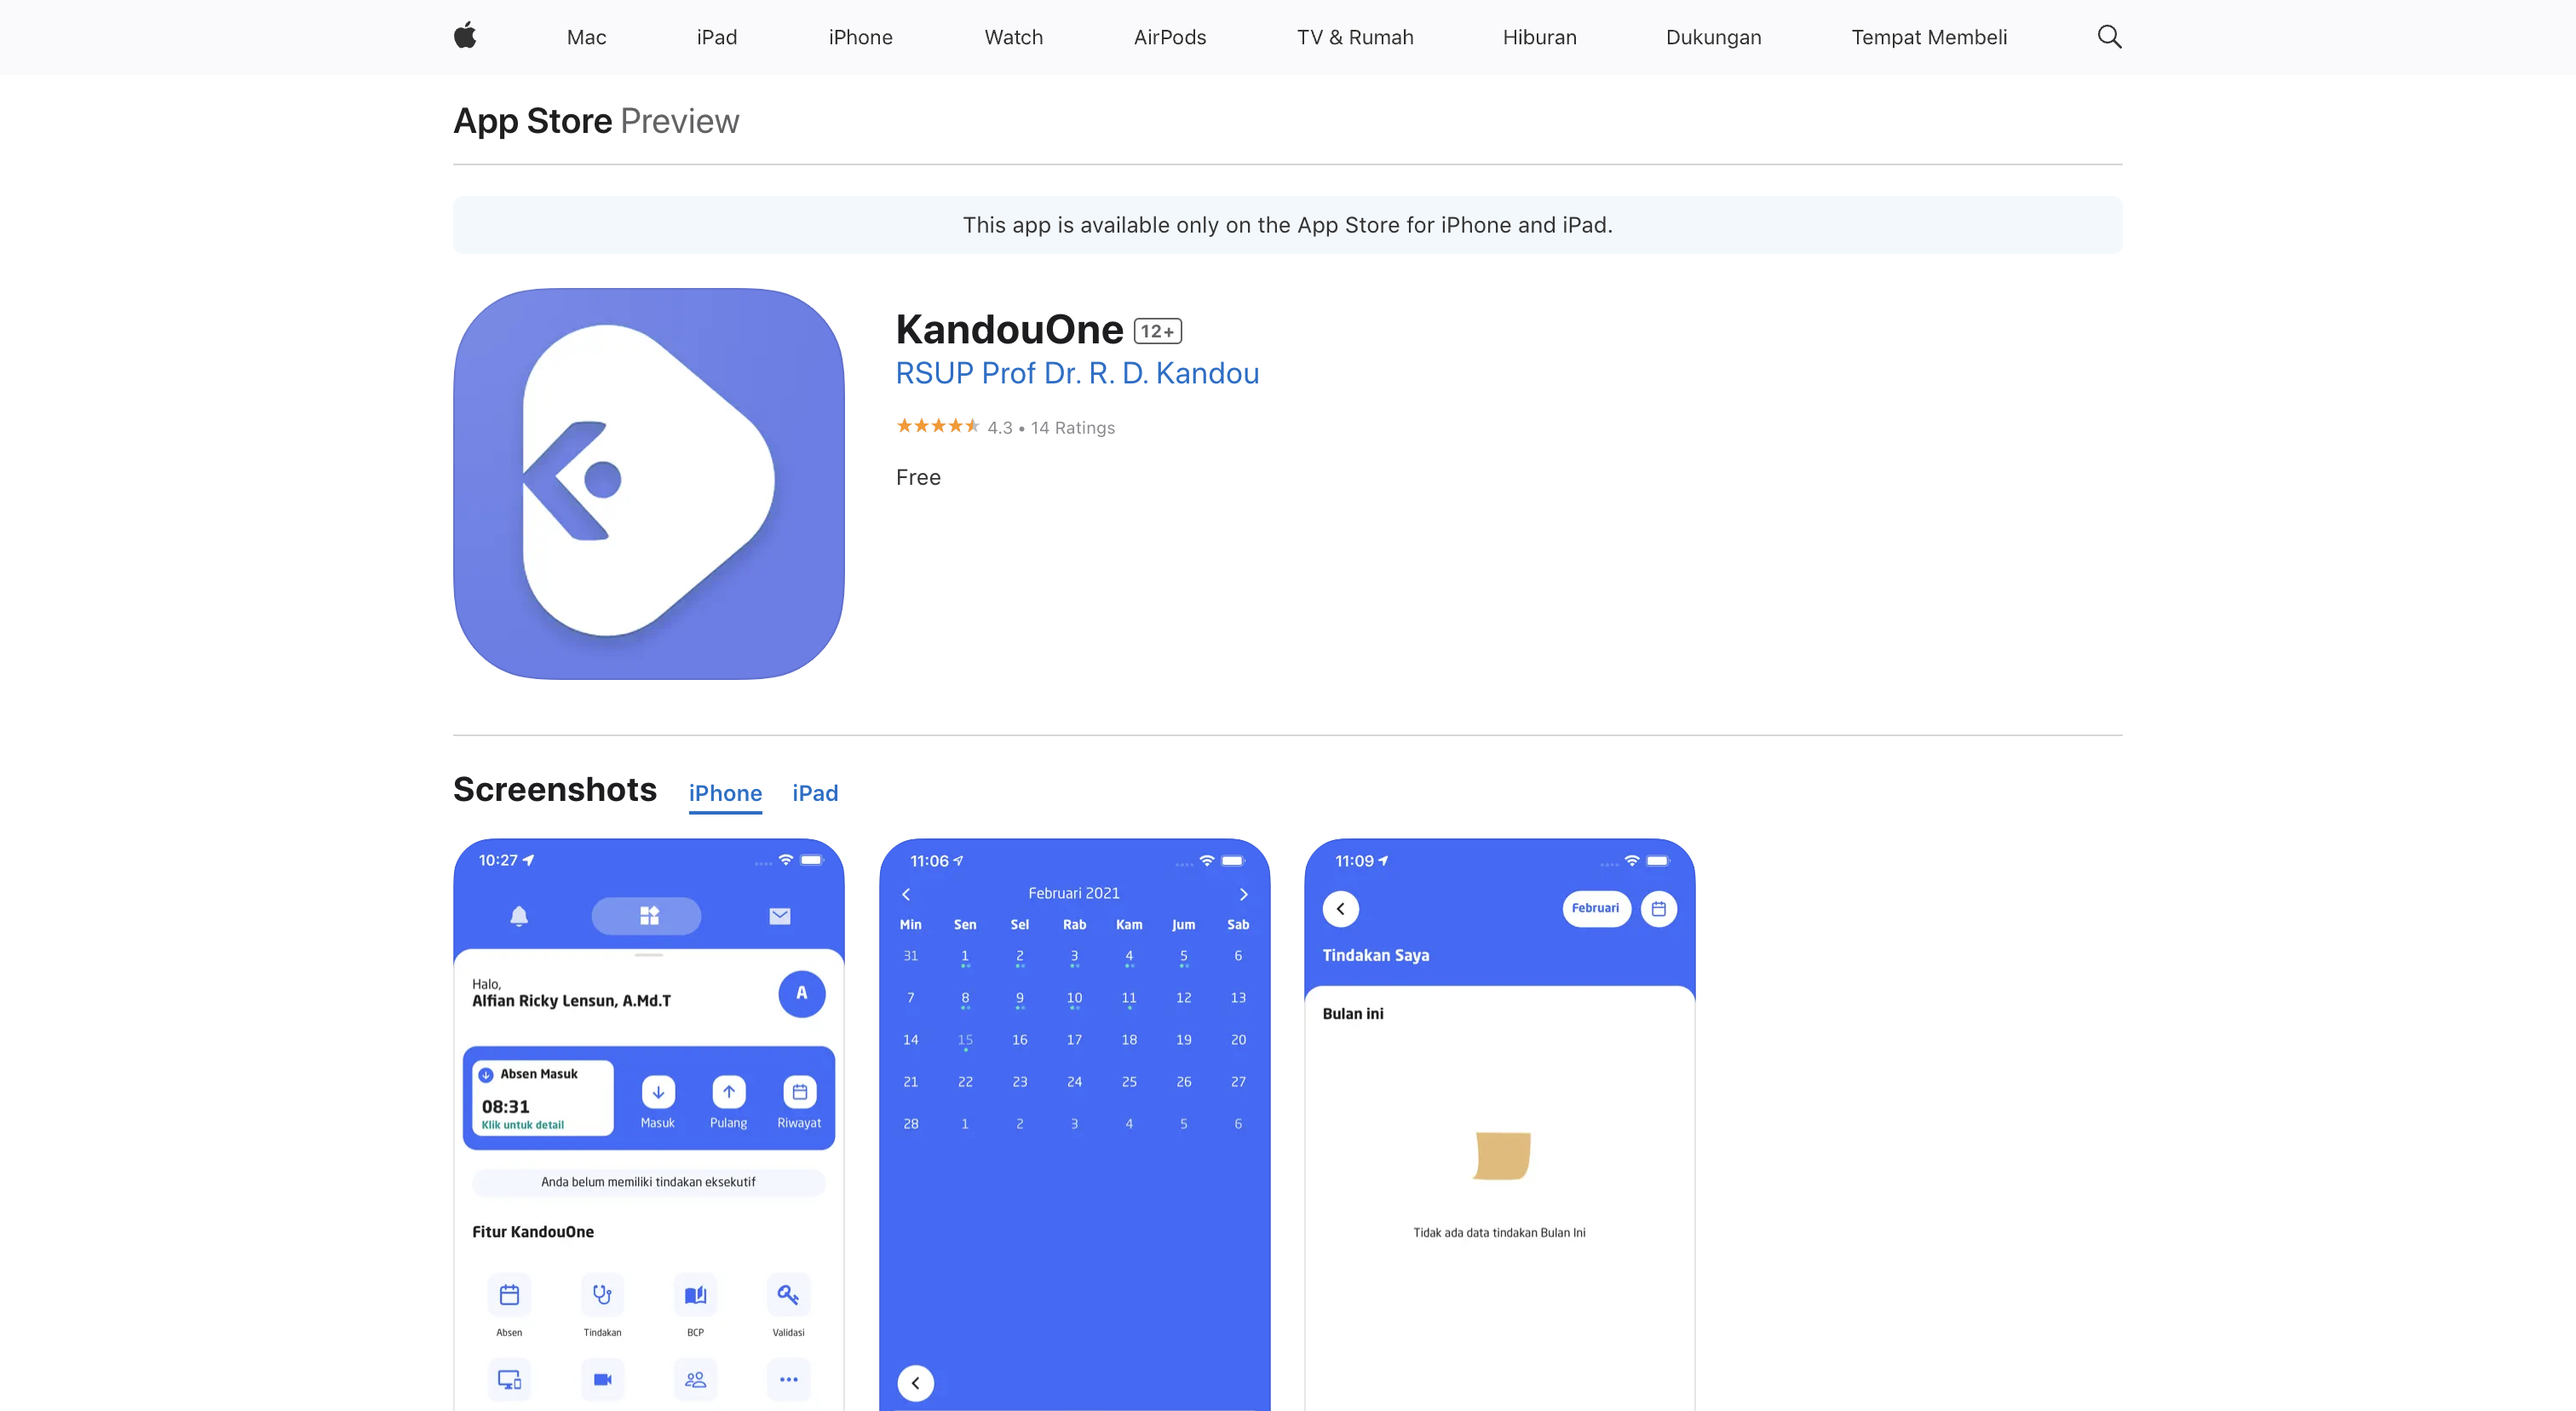 Mac iPad iPhone Watch AirPods TV & Rumah Hiburan Dukungan Tempat Membeli
App Store Preview
This app is available only on the App Store for iPhone and iPad.
KandouOne 12+
RSUP Prof Dr. R. D. Kandou
4.3 • 14 Ratings
Free
Screenshots iPhone iPad
10:27
Halo,
Alfian Ricky Lensun, A.Md.T
A
Absen Masuk
08:31
Klik untuk detail
Masuk Pulang Riwayat
Anda belum memiliki tindakan eksekutif
Fitur KandouOne
Absen Tindakan BCP Validasi
11:06
Februari 2021
Min Sen Sel Rab Kam Jum Sab
31 1 2 3 4 5 6
7 8 9 10 11 12 13
14 15 16 17 18 19 20
21 22 23 24 25 26 27
28 1 2 3 4 5 6
11:09
Februari
Tindakan Saya
Bulan ini
Tidak ada data tindakan Bulan Ini